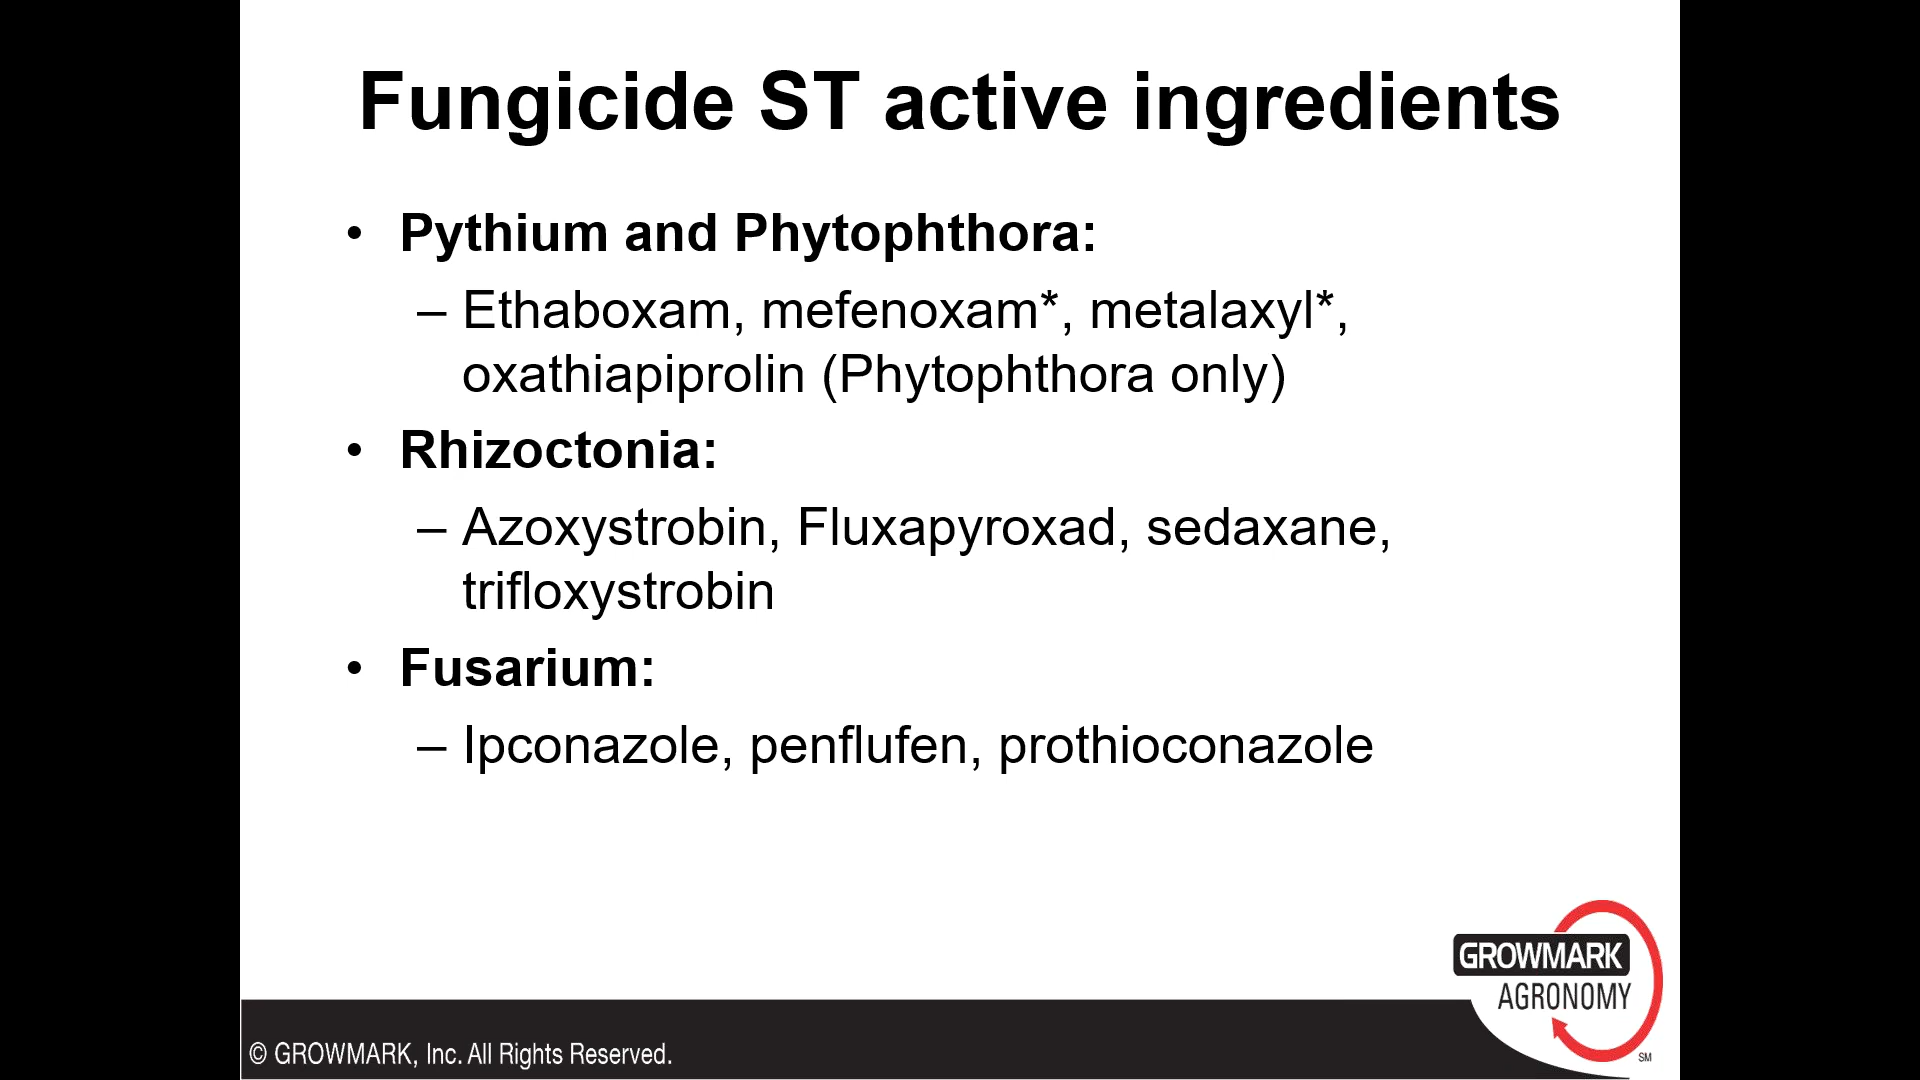 Fungicide ST active ingredients
• Pythium and Phytophthora:
– Ethaboxam, mefenoxam*, metalaxyl*,
oxathiapiprolin (Phytophthora only)
• Rhizoctonia:
– Azoxystrobin, Fluxapyroxad, sedaxane,
trifloxystrobin
• Fusarium:
– Ipconazole, penflufen, prothioconazole
GROWMARK
AGRONOMY
SM
© GROWMARK, Inc. All Rights Reserved.